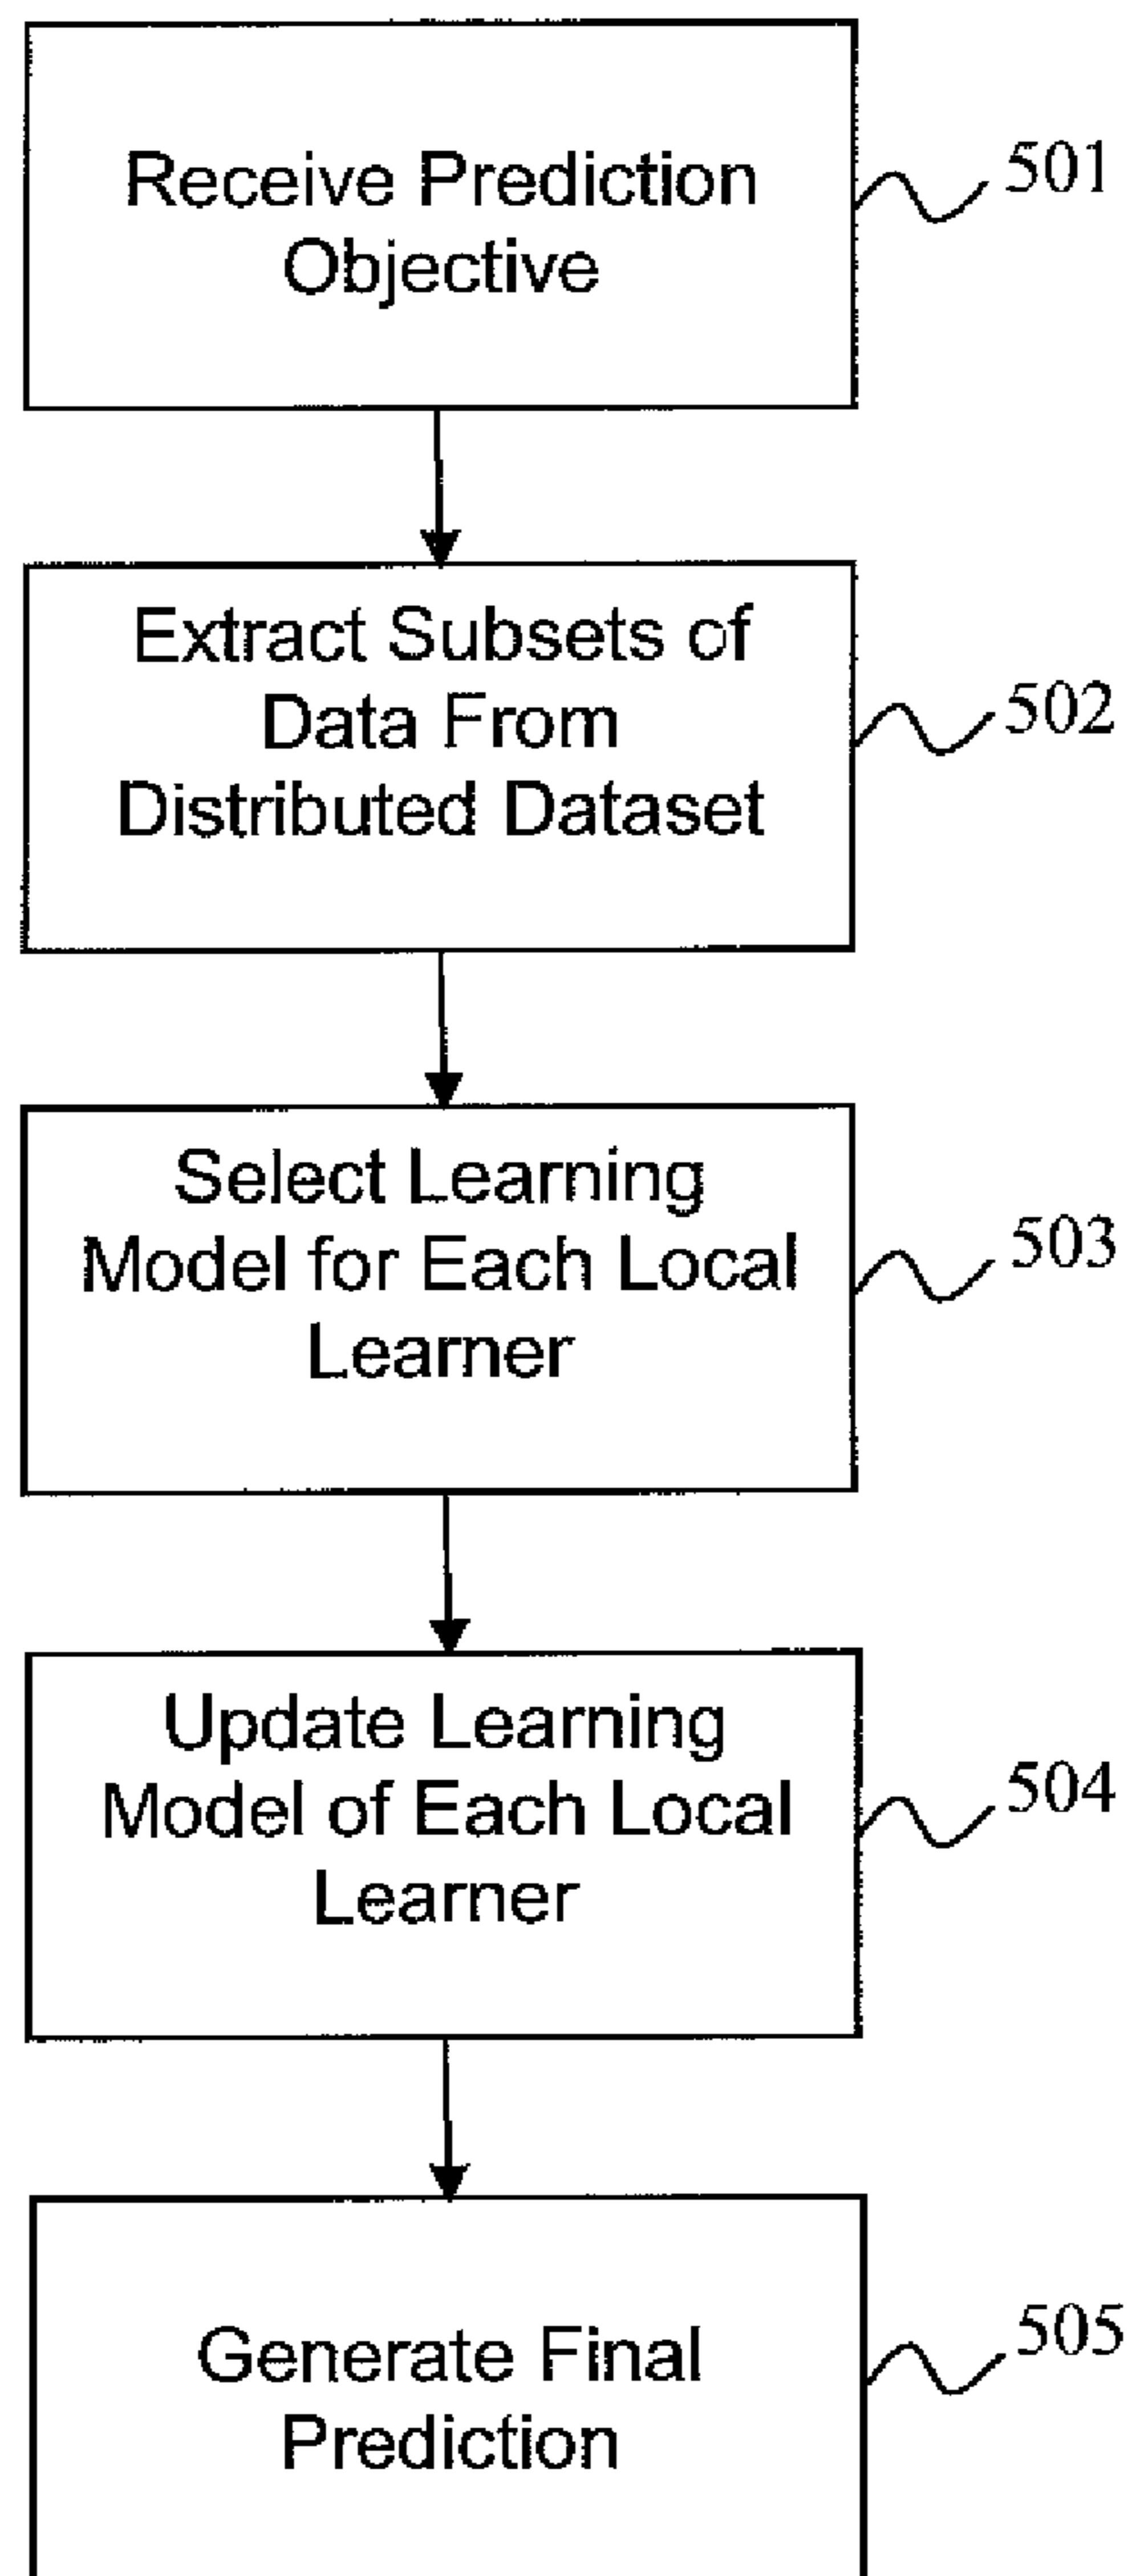 Receive Prediction
Objective
501
Extract Subsets of
Data From
Distributed Dataset
502
Select Learning
Model for Each Local
Learner
503
Update Learning
Model of Each Local
Learner
504
Generate Final
Prediction
505